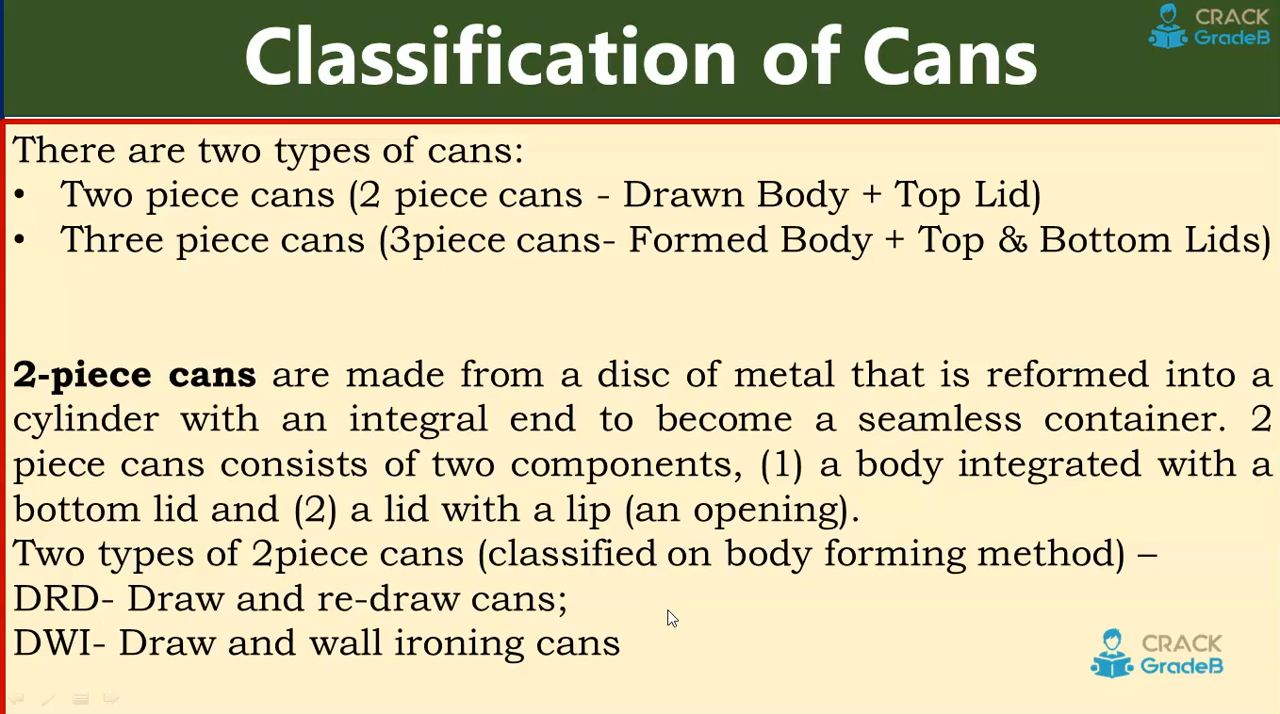 Classification of Cans
CRACK
GradeB
There are two types of cans:
• Two piece cans (2 piece cans - Drawn Body + Top Lid)
• Three piece cans (3piece cans- Formed Body + Top & Bottom Lids)
2-piece cans are made from a disc of metal that is reformed into a
cylinder with an integral end to become a seamless container. 2
piece cans consists of two components, (1) a body integrated with a
bottom lid and (2) a lid with a lip (an opening).
Two types of 2piece cans (classified on body forming method) –
DRD- Draw and re-draw cans;
DWI- Draw and wall ironing cans
CRACK
GradeB